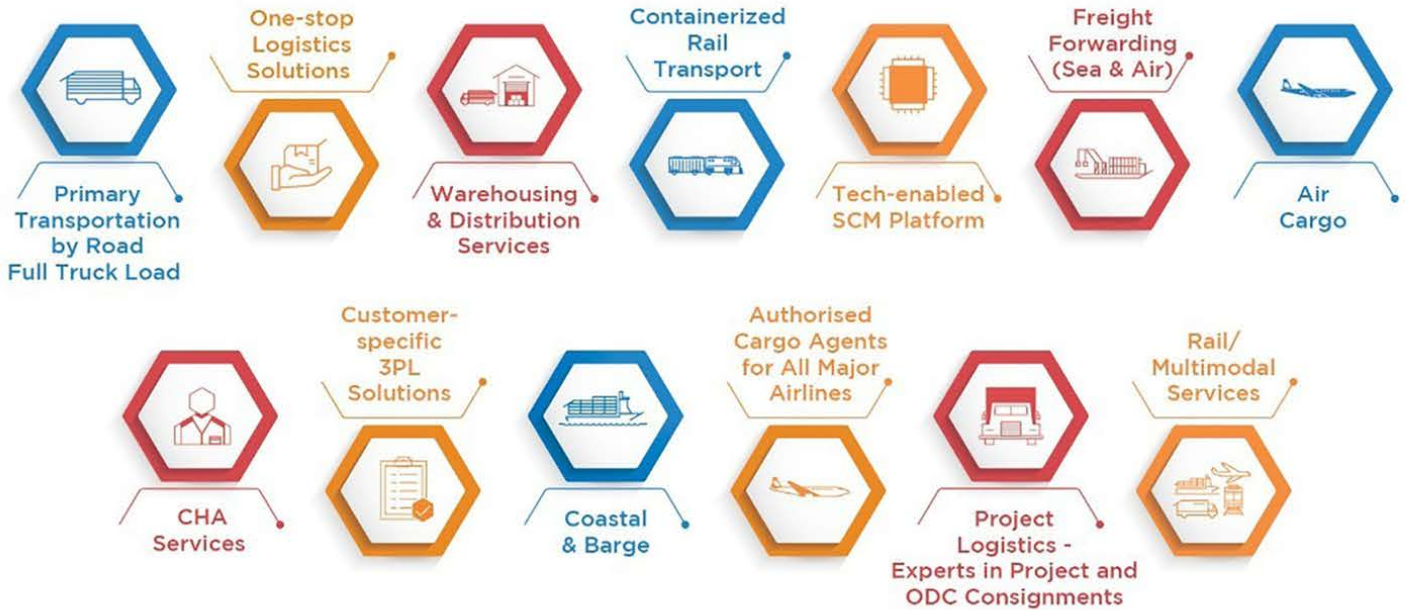 Primary
Transportation
by Road
Full Truck Load
One-stop
Logistics
Solutions
Warehousing
& Distribution
Services
Containerized
Rail
Transport
Tech-enabled
SCM Platform
Freight
Forwarding
(Sea & Air)
Air
Cargo
CHA
Services
Customer-
specific
3PL
Solutions
Coastal
& Barge
Authorised
Cargo Agents
for All Major
Airlines
Project
Logistics -
Experts in Project and
ODC Consignments
Rail/
Multimodal
Services